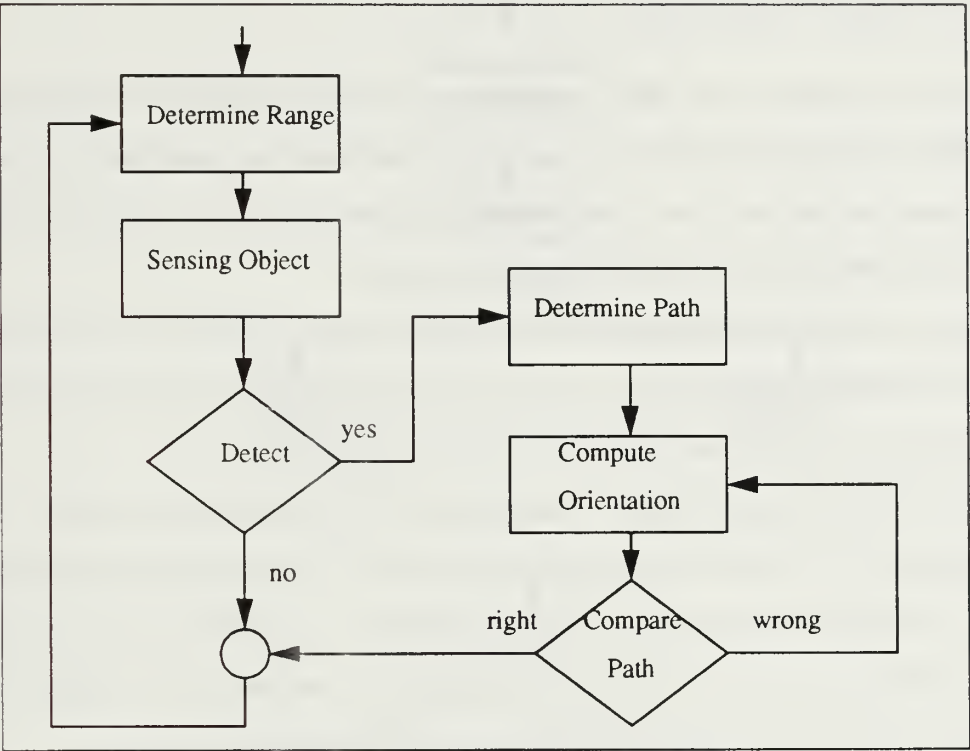 Determine Range
Sensing Object
Detect
yes
no
Determine Path
Compute
Orientation
Compare
Path
right
wrong